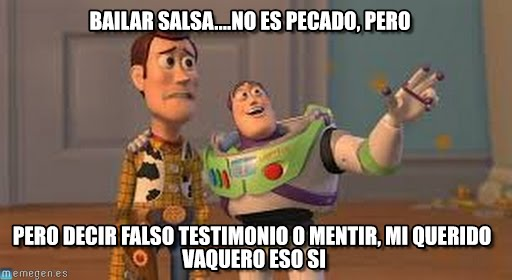 BAILAR SALSA....NO ES PECADO, PERO
PERO DECIR FALSO TESTIMONIO O MENTIR, MI QUERIDO
VAQUERO ESO SI
memegen.es